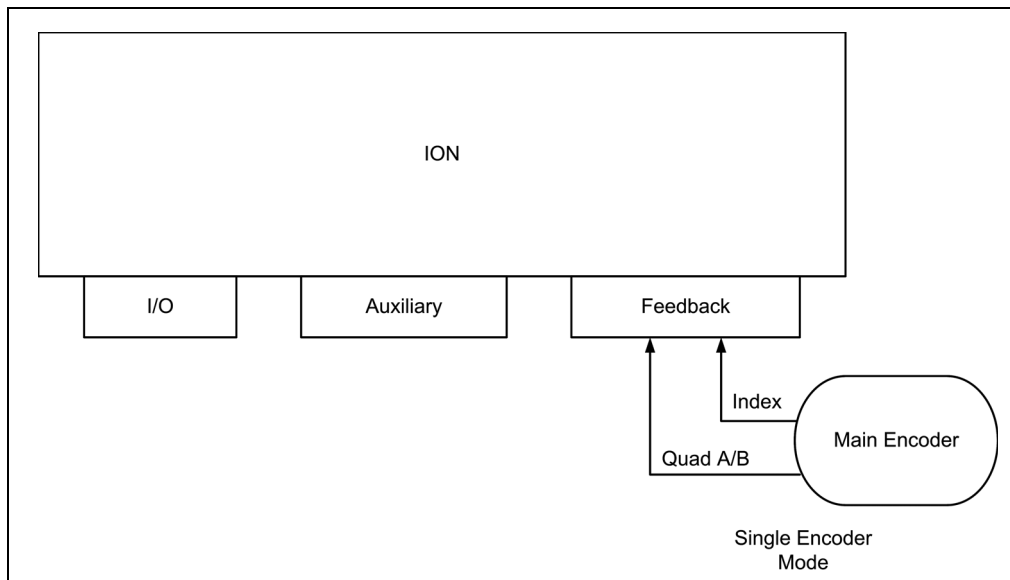 ION
I/O
Auxiliary
Feedback
Index
Main Encoder
Quad A/B
Single Encoder
Mode